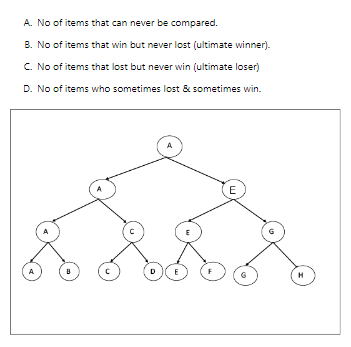 A. No of items that can never be compared.
B. No of items that win but never lost (ultimate winner).
C. No of items that lost but never win (ultimate loser)
D. No of items who sometimes lost & sometimes win.
A
A E
A C E G
A B C D E F G H